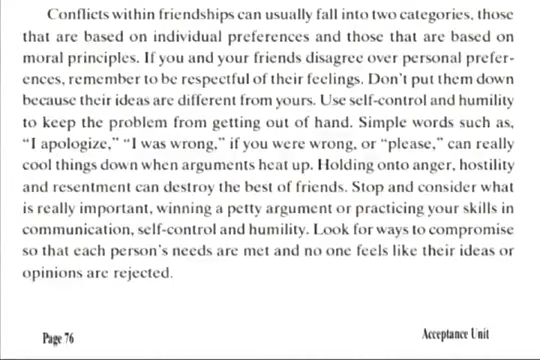 Conflicts within friendships can usually fall into two categories, those
that are based on individual preferences and those that are based on
moral principles. If you and your friends disagree over personal prefer-
ences, remember to be respectful of their feelings. Don't put them down
because their ideas are different from yours. Use self-control and humility
to keep the problem from getting out of hand. Simple words such as,
“I apologize,” “I was wrong,” if you were wrong, or “please,” can really
cool things down when arguments heat up. Holding onto anger, hostility
and resentment can destroy the best of friends. Stop and consider what
is really important, winning a petty argument or practicing your skills in
communication, self-control and humility. Look for ways to compromise
so that each person's needs are met and no one feels like their ideas or
opinions are rejected.
Page 76 Acceptance Unit